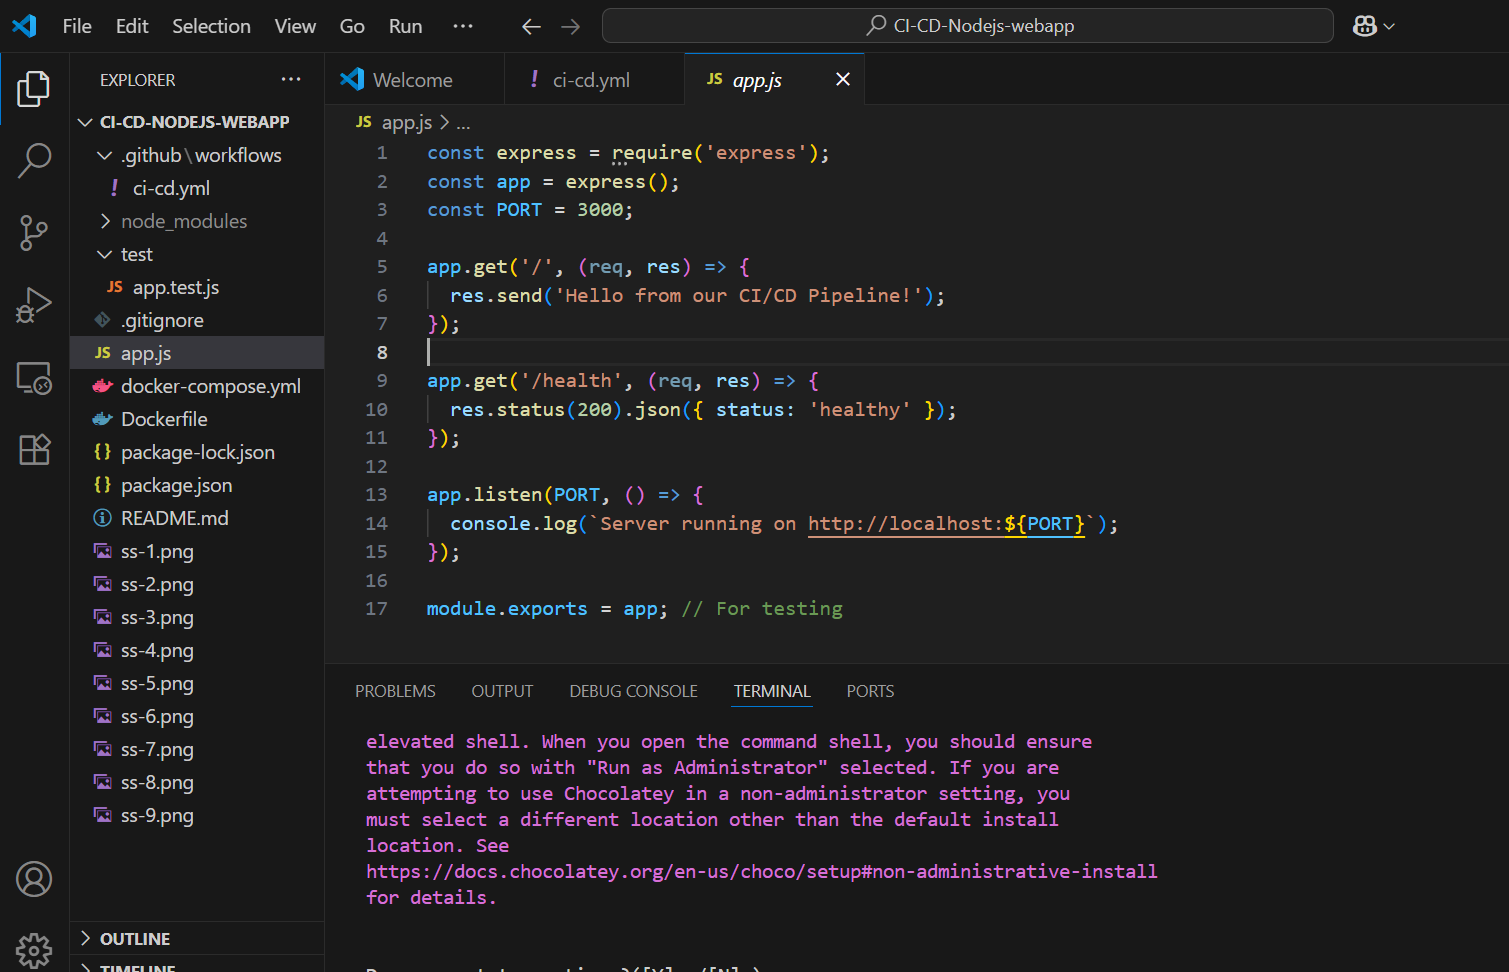 File Edit Selection View Go Run ··· CI-CD-Nodejs-webapp
EXPLORER ···
CI-CD-NODEJS-WEBAPP
.github\workflows
ci-cd.yml
node_modules
test
JS app.test.js
.gitignore
JS app.js
docker-compose.yml
Dockerfile
{} package-lock.json
{} package.json
README.md
ss-1.png
ss-2.png
ss-3.png
ss-4.png
ss-5.png
ss-6.png
ss-7.png
ss-8.png
ss-9.png
OUTLINE
TIMELINE
Welcome ! ci-cd.yml JS app.js
JS app.js > ...
1 const express = require('express');
2 const app = express();
3 const PORT = 3000;
4
5 app.get('/', (req, res) => {
6 res.send('Hello from our CI/CD Pipeline!');
7 });
8
9 app.get('/health', (req, res) => {
10 res.status(200).json({ status: 'healthy' });
11 });
12
13 app.listen(PORT, () => {
14 console.log(`Server running on http://localhost:${PORT}`);
15 });
16
17 module.exports = app; // For testing
PROBLEMS OUTPUT DEBUG CONSOLE TERMINAL PORTS
elevated shell. When you open the command shell, you should ensure
that you do so with "Run as Administrator" selected. If you are
attempting to use Chocolatey in a non-administrator setting, you
must select a different location other than the default install
location. See
https://docs.chocolatey.org/en-us/choco/setup#non-administrative-install
for details.